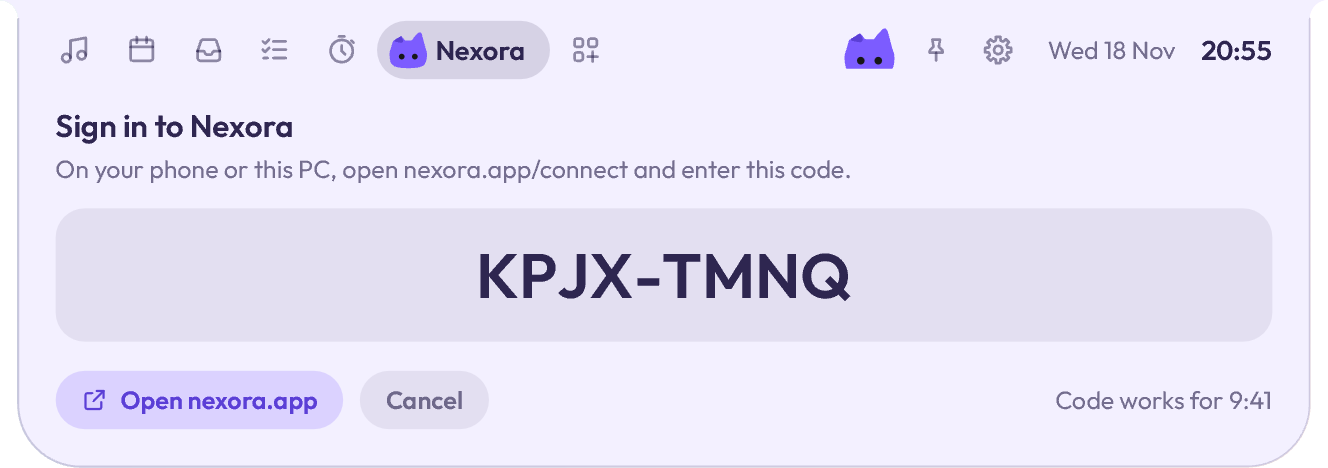 Nexora
Wed 18 Nov 20:55
Sign in to Nexora
On your phone or this PC, open nexora.app/connect and enter this code.
KPJX-TMNQ
Open nexora.app
Cancel
Code works for 9:41